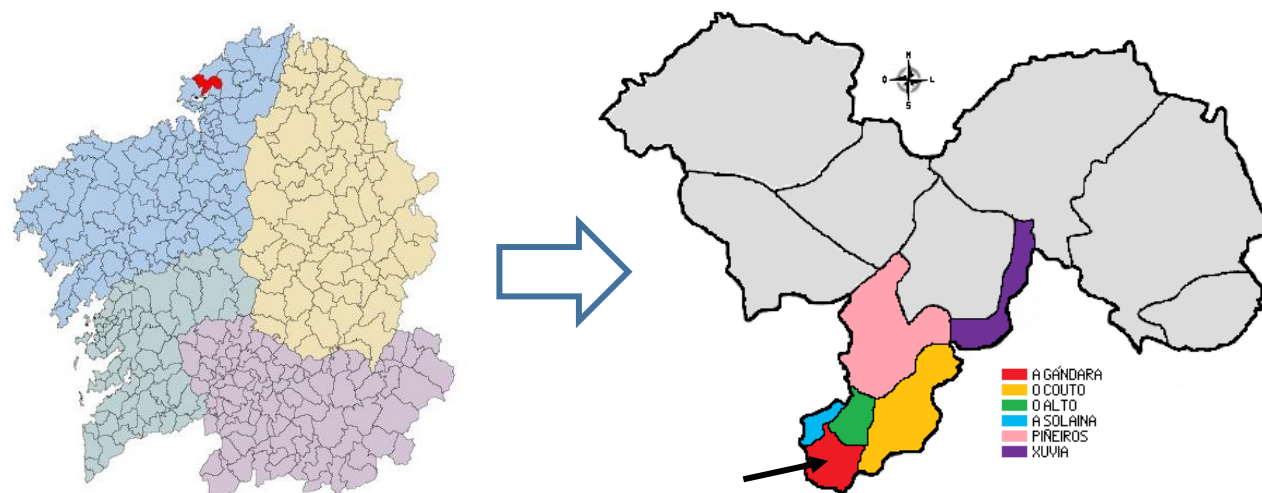 N
O L
S
A GÁNDARA
O COUTO
O ALTO
A SOLAINA
PIÑEIROS
XUVIA